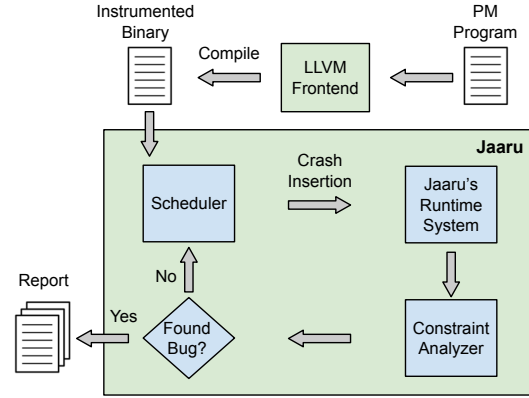 Instrumented
Binary
Compile
LLVM
Frontend
PM
Program
Jaaru
Scheduler
Crash
Insertion
Jaaru's
Runtime
System
No
Report
Yes
Found
Bug?
Constraint
Analyzer